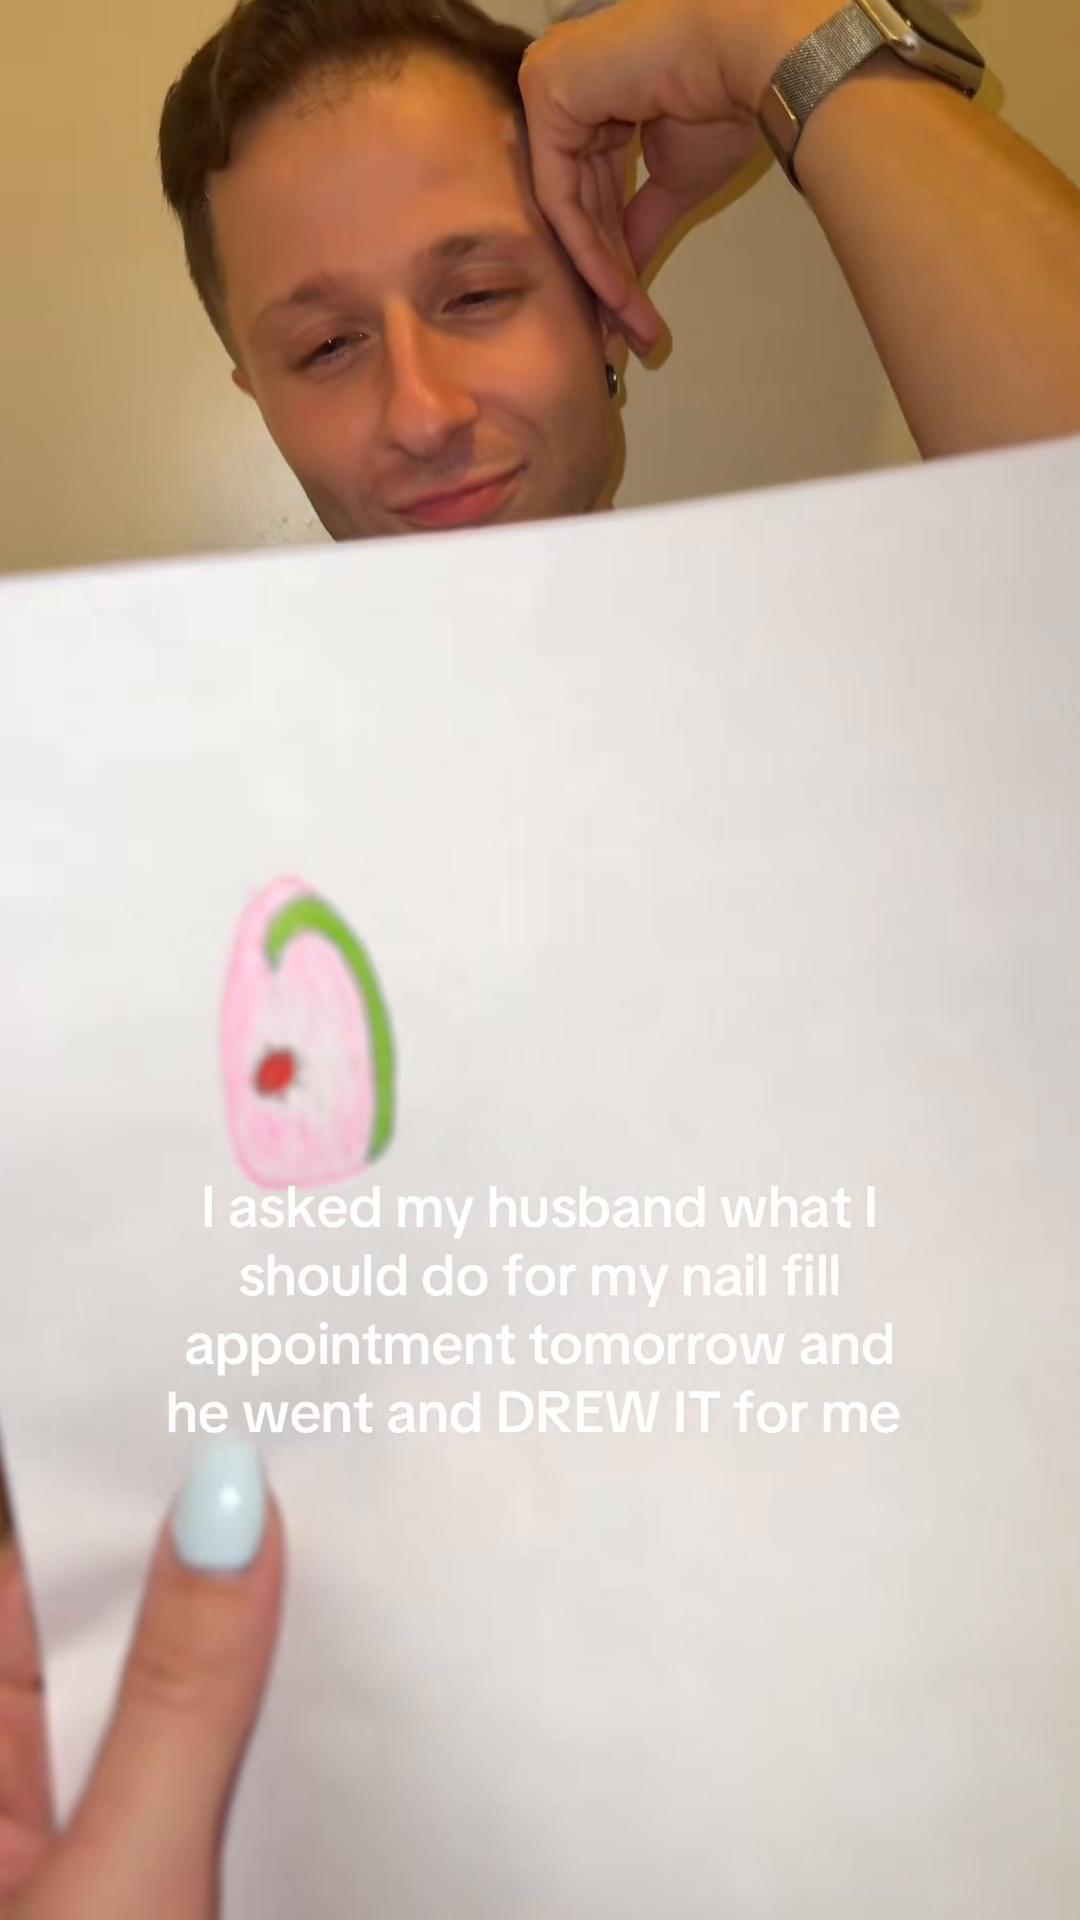 I asked my husband what I
should do for my nail fill
appointment tomorrow and
he went and DREW IT for me